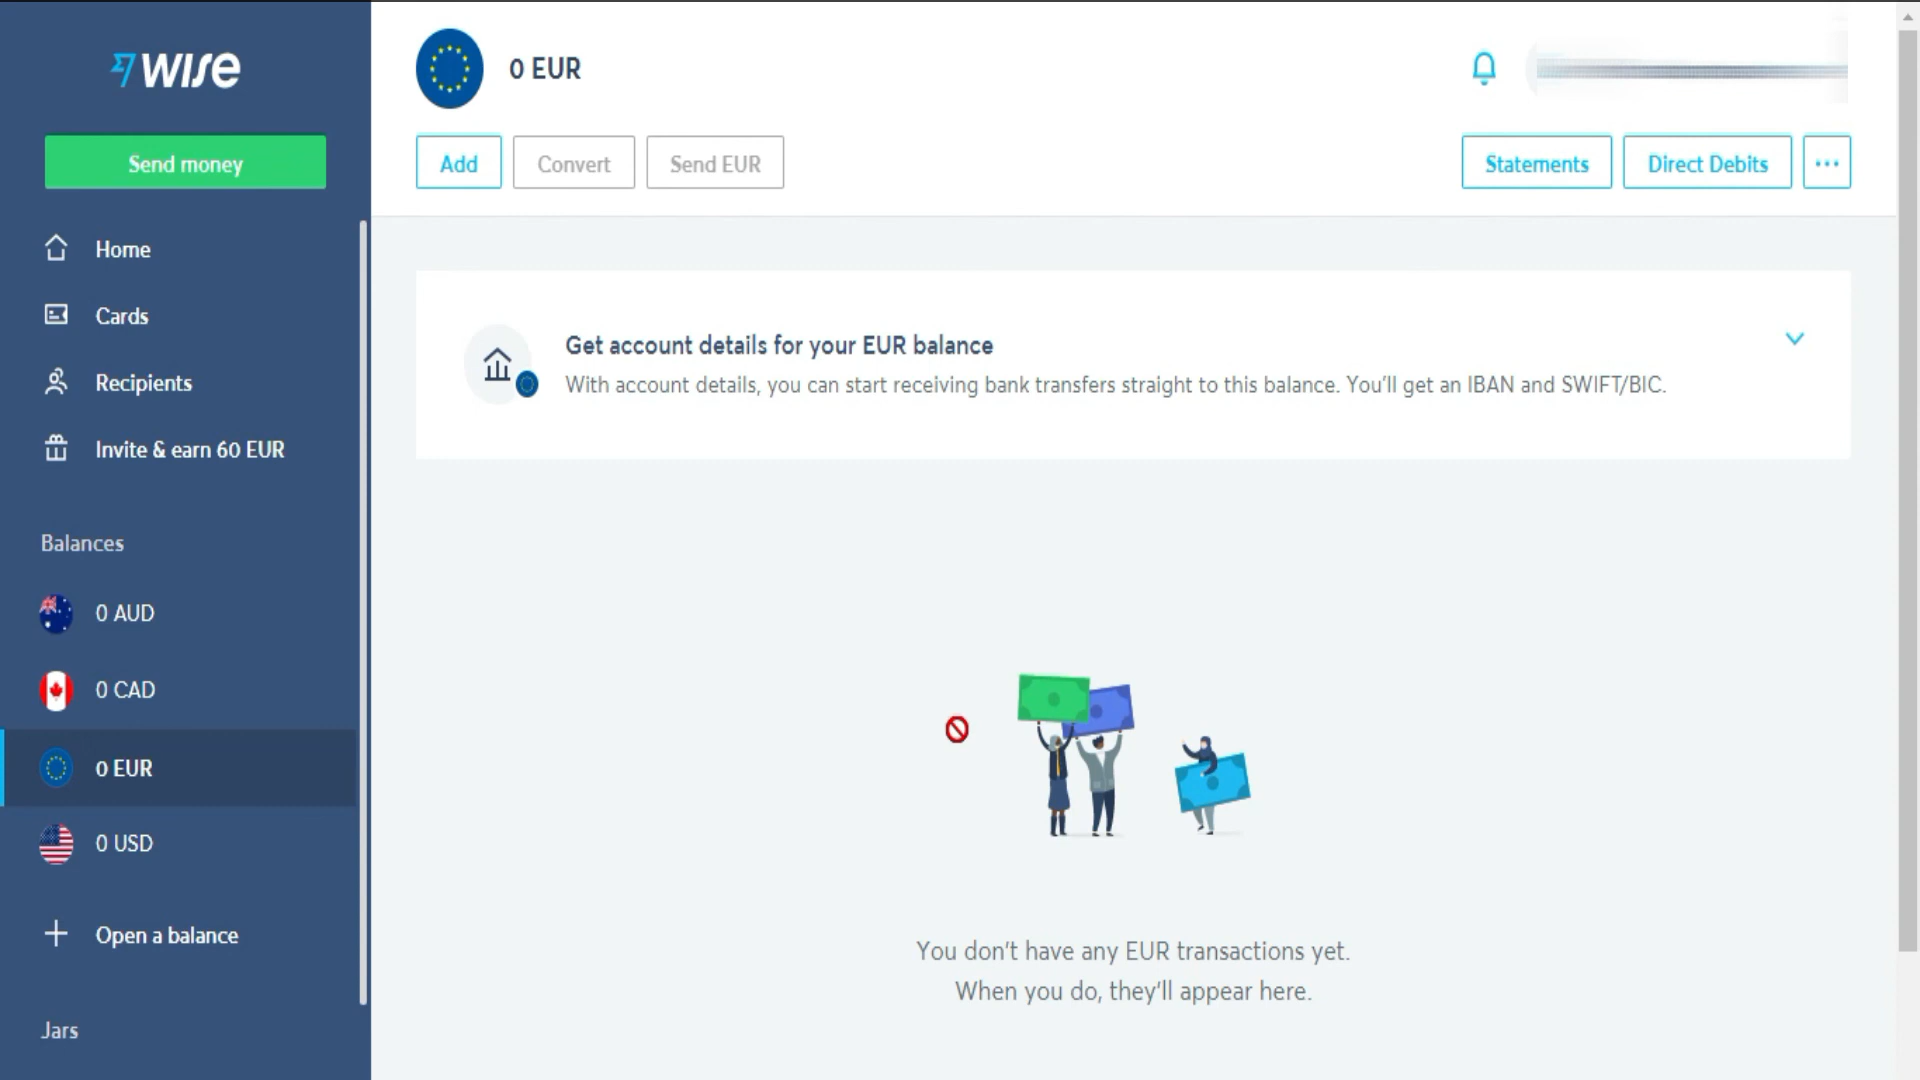 wise
Send money
Home
Cards
Recipients
Invite & earn 60 EUR
Balances
0 AUD
0 CAD
0 EUR
0 USD
Open a balance
Jars
0 EUR
Add
Convert
Send EUR
Statements
Direct Debits
Get account details for your EUR balance
With account details, you can start receiving bank transfers straight to this balance. You'll get an IBAN and SWIFT/BIC.
You don't have any EUR transactions yet.
When you do, they'll appear here.